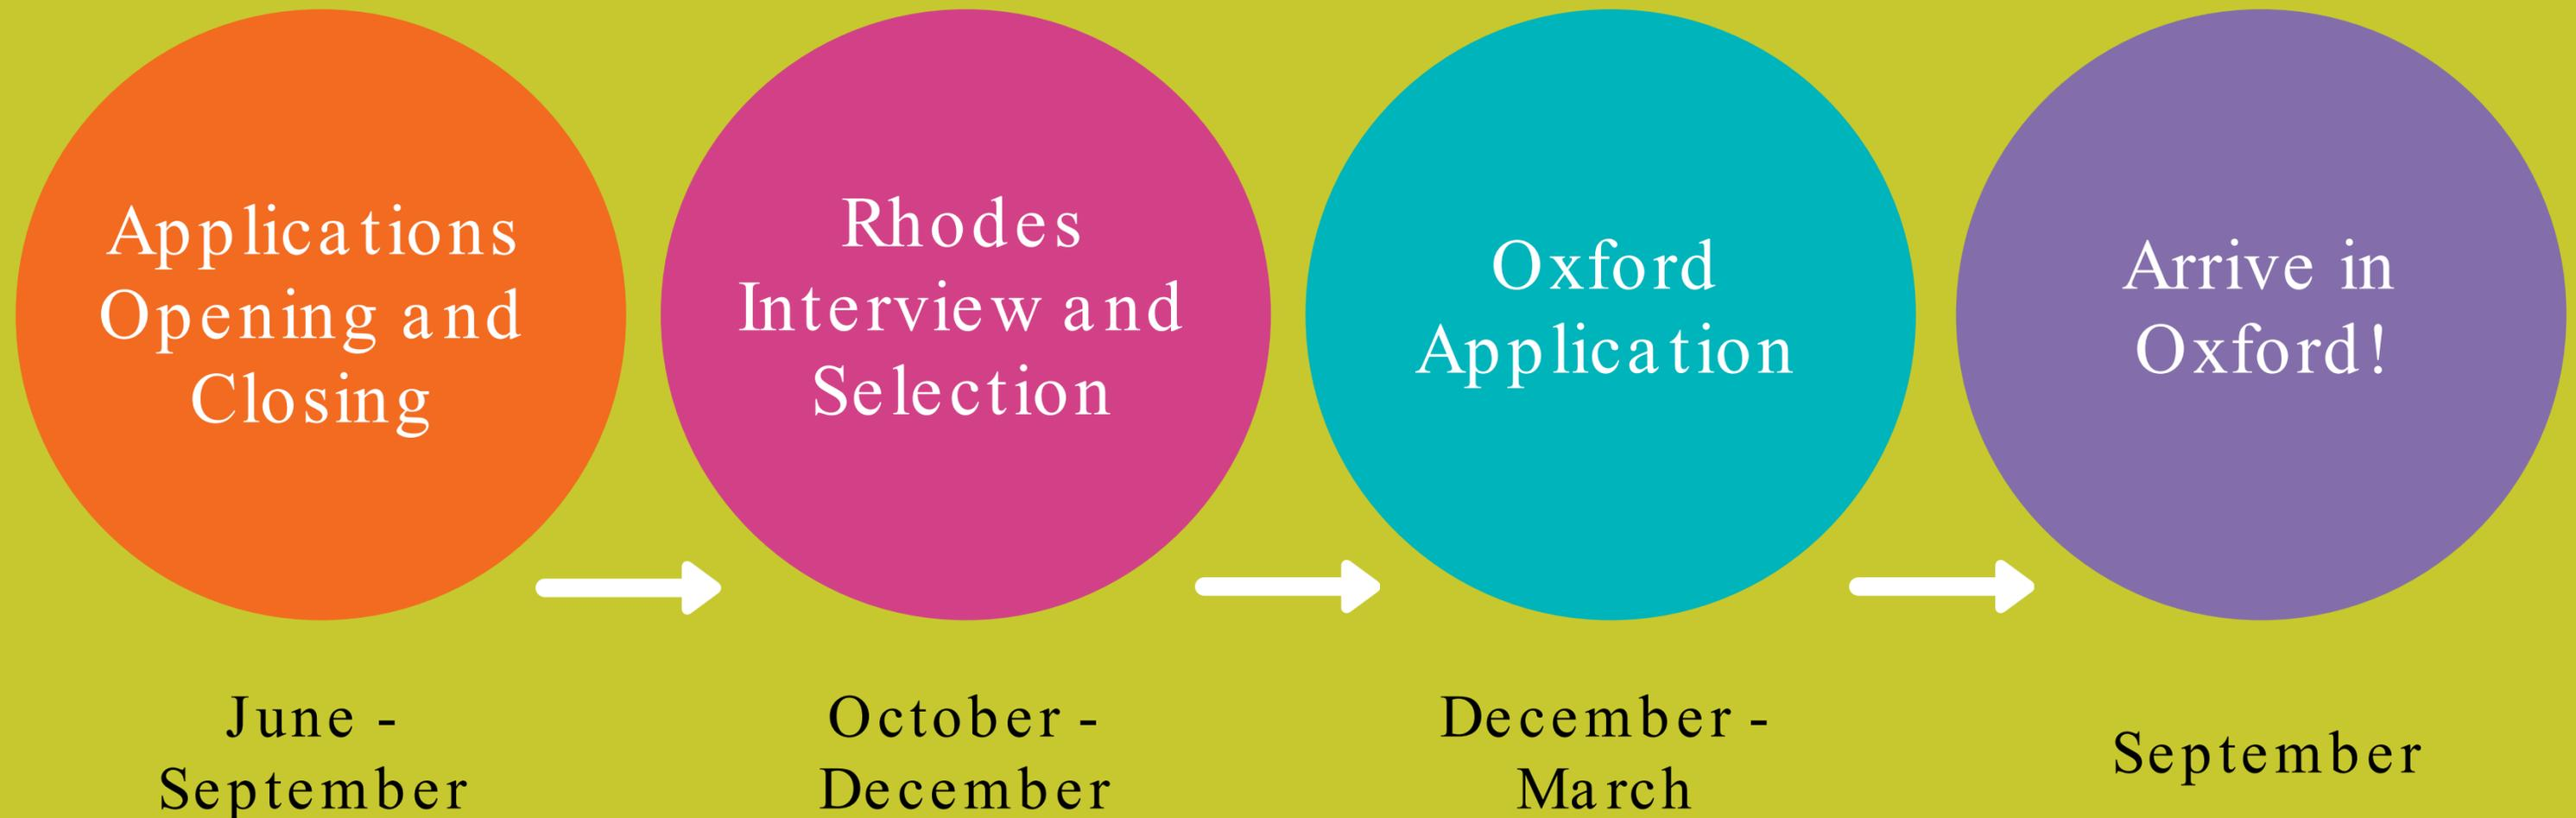 Applications
Opening and
Closing
Rhodes
Interview and
Selection
Oxford
Application
Arrive in
Oxford!
June -
September
October -
December
December -
March
September